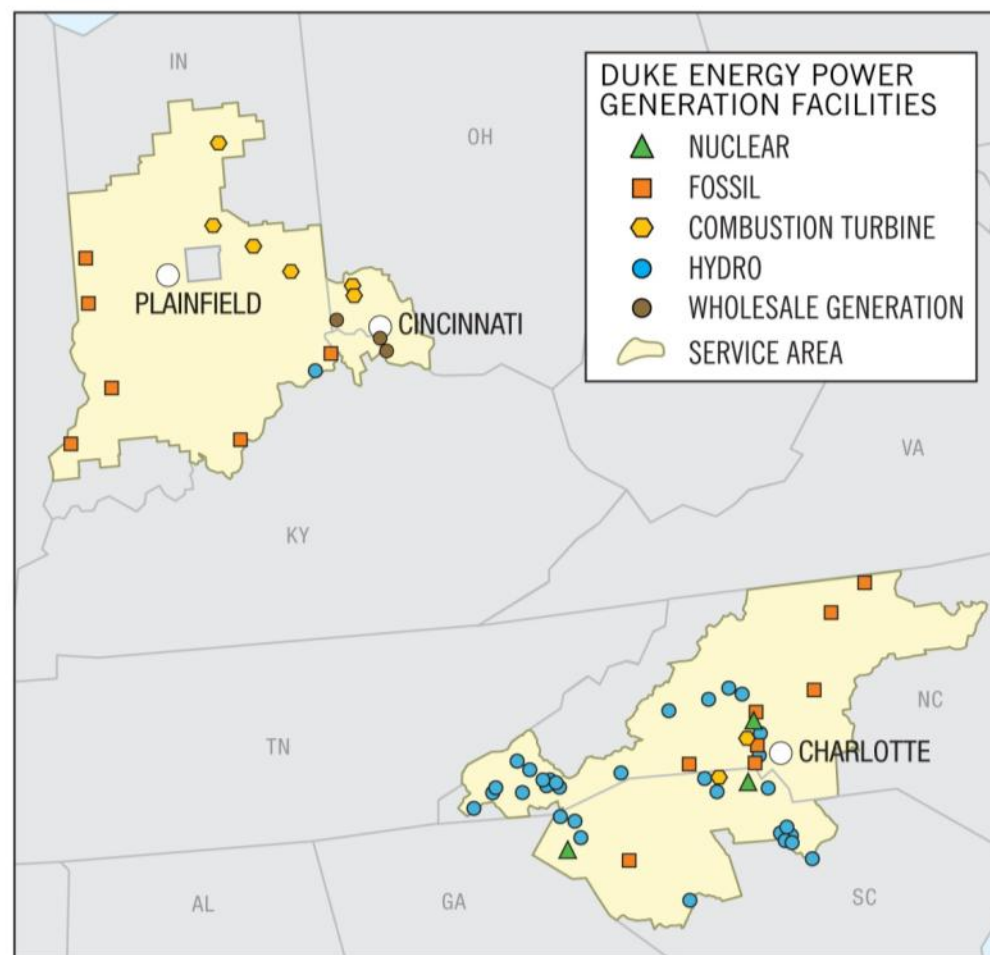 IN
OH
DUKE ENERGY POWER
GENERATION FACILITIES
NUCLEAR
FOSSIL
COMBUSTION TURBINE
HYDRO
WHOLESALE GENERATION
SERVICE AREA
PLAINFIELD
CINCINNATI
VA
KY
TN
NC
CHARLOTTE
AL
GA
SC